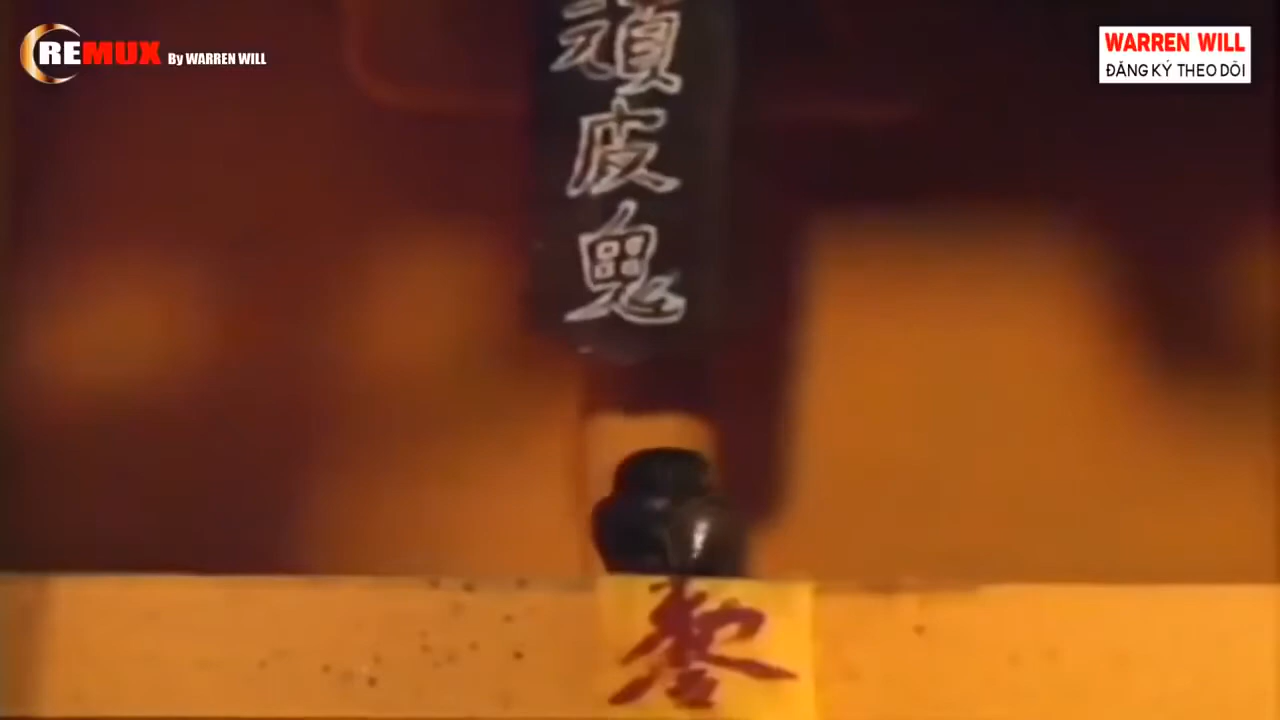 REMUX By WARREN WILL
WARREN WILL
ĐĂNG KÝ THEO DÕI
頑皮鬼